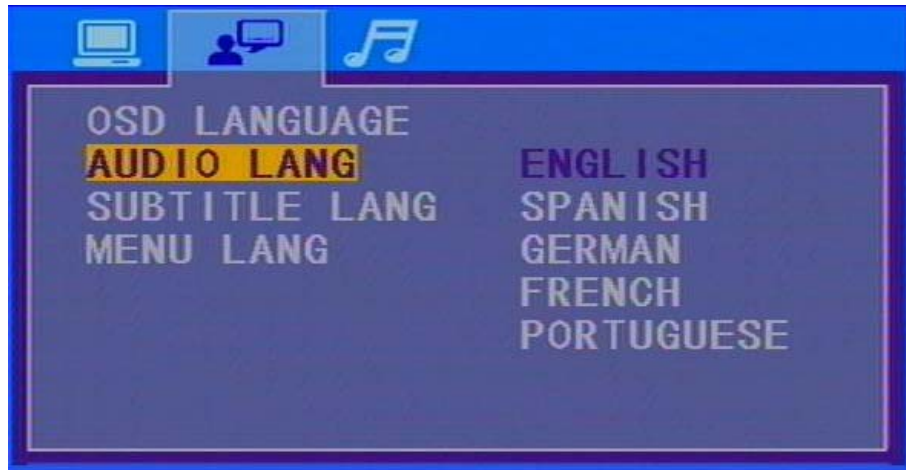 OSD LANGUAGE
AUDIO LANG ENGLISH
SUBTITLE LANG SPANISH
MENU LANG GERMAN
FRENCH
PORTUGUESE